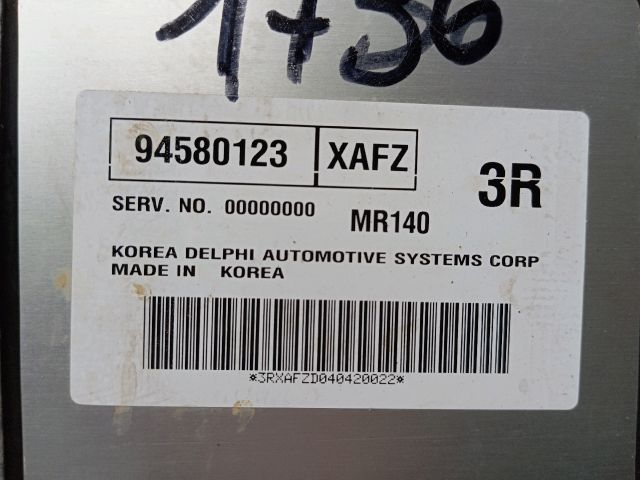 1736
94580123 XAFZ 3R
SERV. NO. 00000000 MR140
KOREA DELPHI AUTOMOTIVE SYSTEMS CORP
MADE IN KOREA
*3RXAFZD040420022*